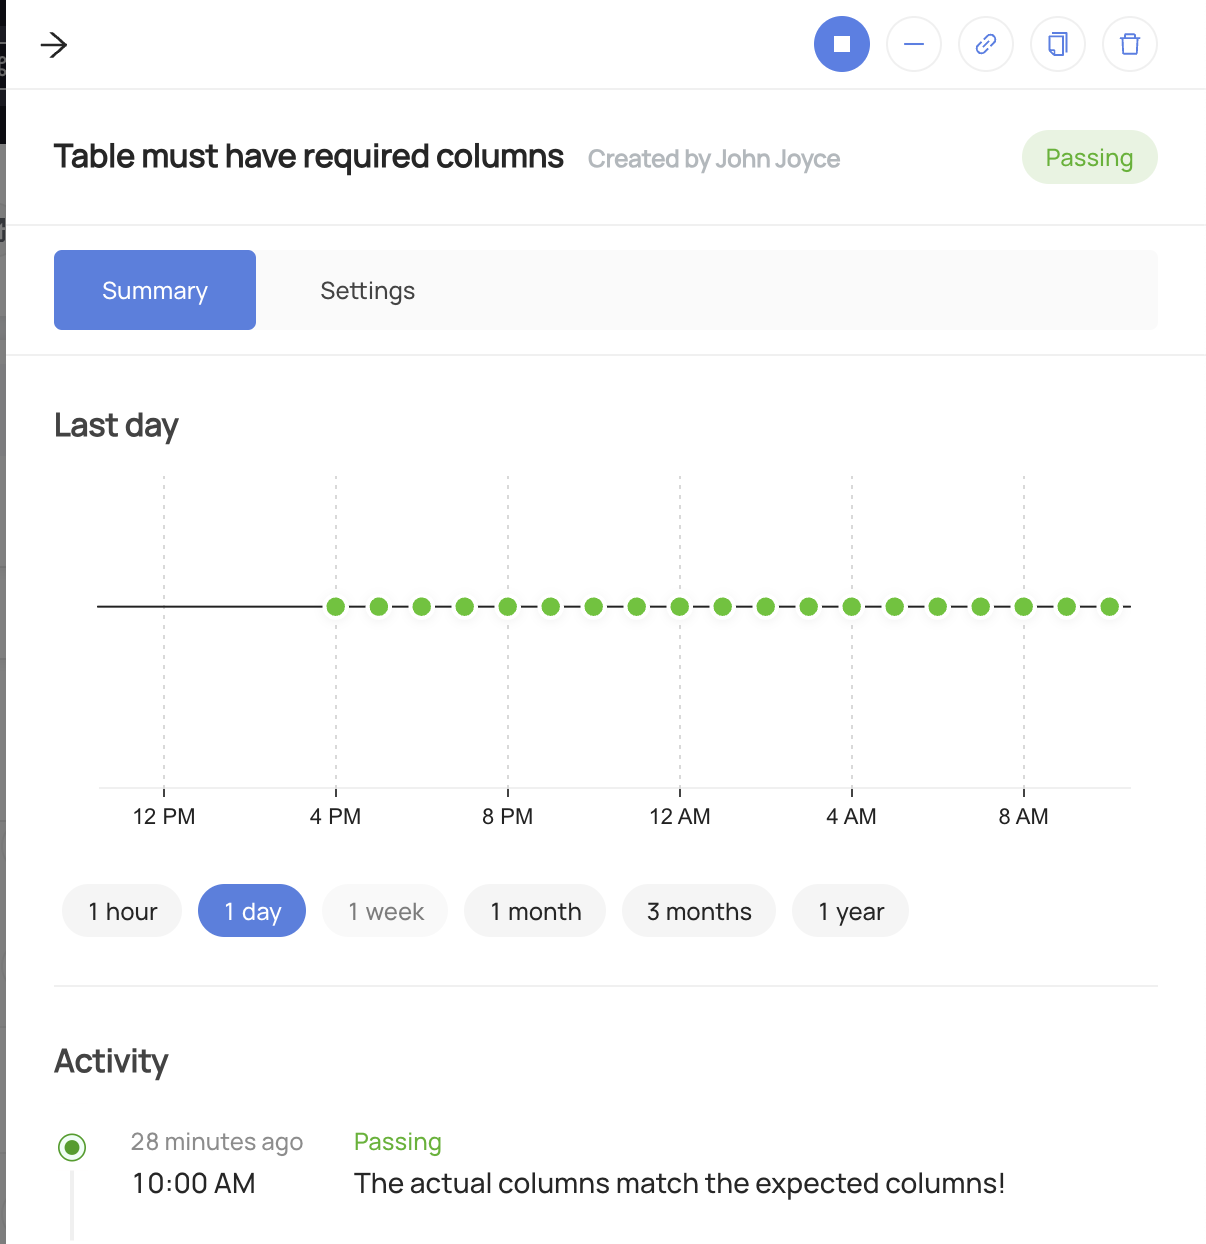 Table must have required columns Created by John Joyce Passing
Summary Settings
Last day
12 PM 4 PM 8 PM 12 AM 4 AM 8 AM
1 hour 1 day 1 week 1 month 3 months 1 year
Activity
28 minutes ago Passing
10:00 AM The actual columns match the expected columns!